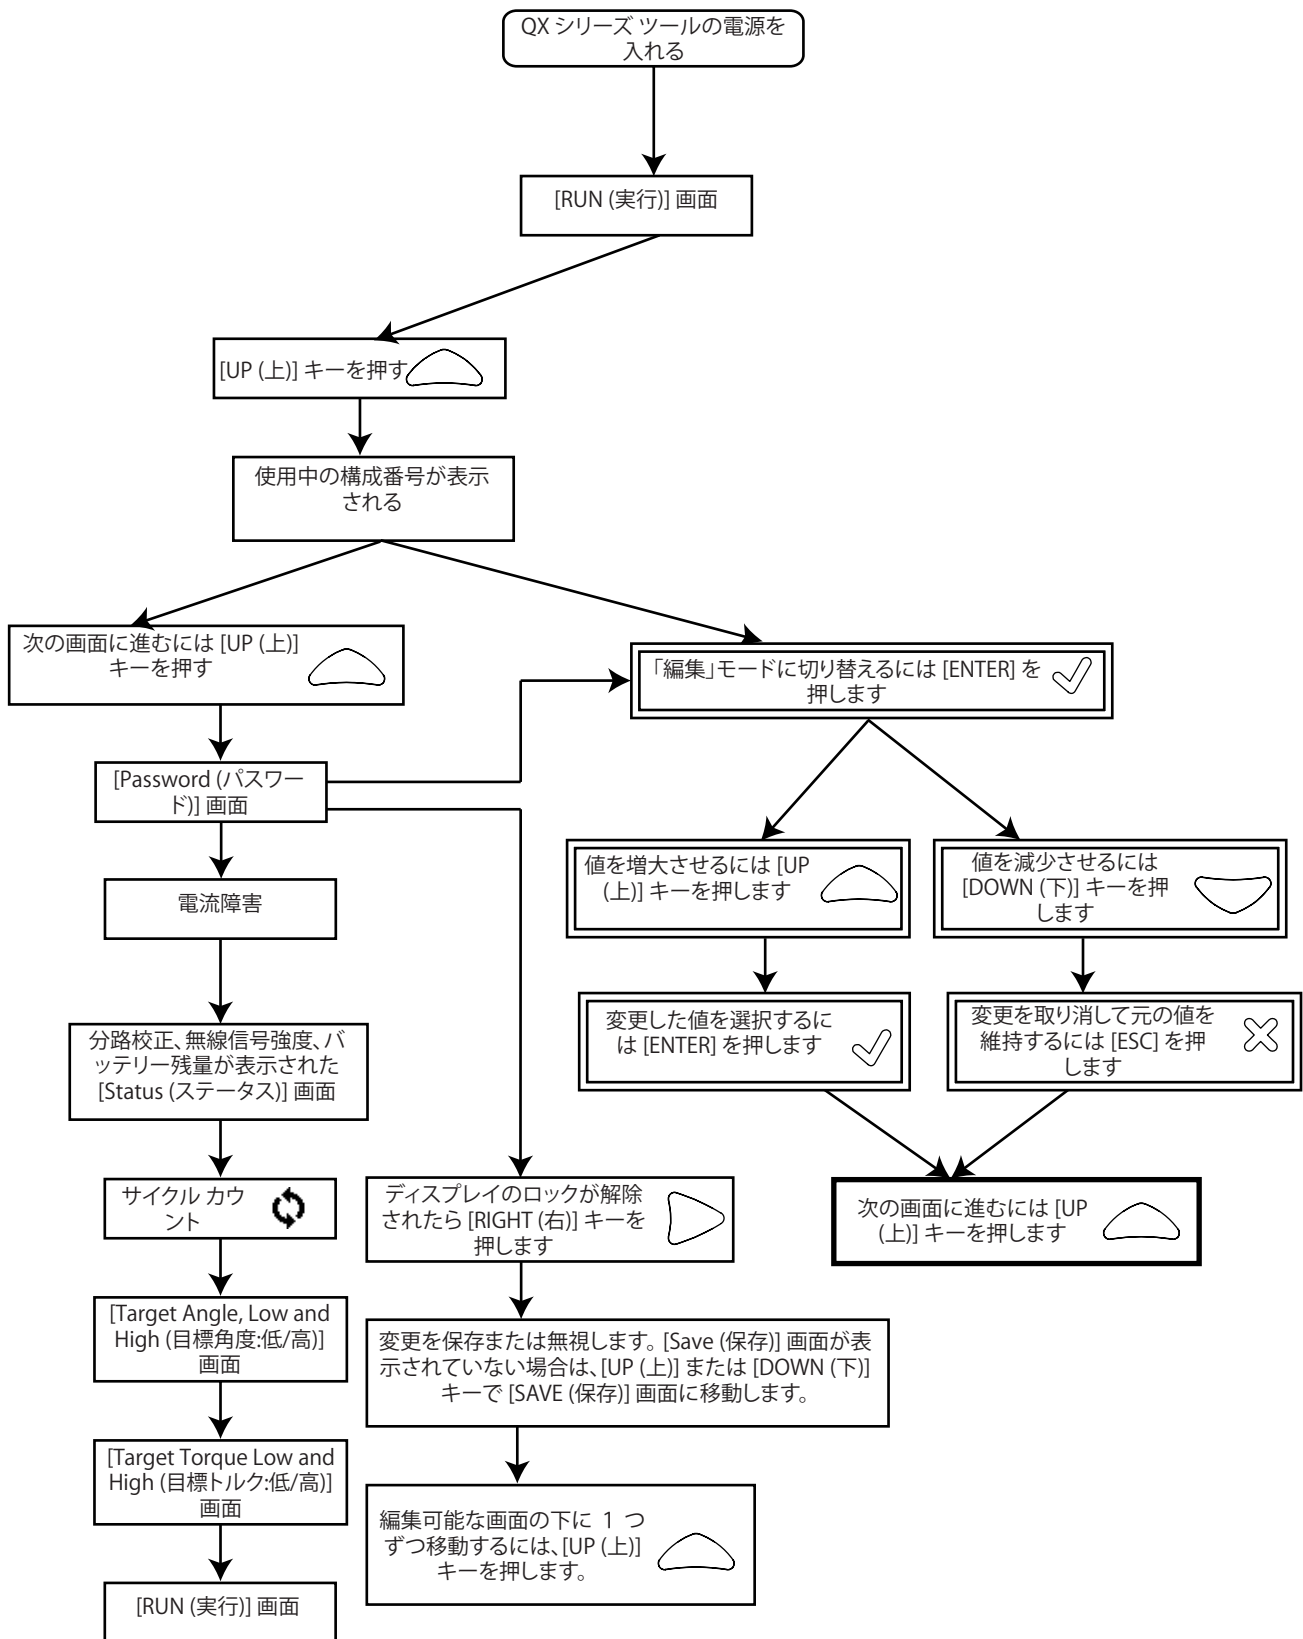 QX シリーズ ツールの電源を
入れる
[RUN (実行)] 画面
[UP (上)] キーを押す
使用中の構成番号が表示
される
次の画面に進むには [UP (上)]
キーを押す
「編集」モードに切り替えるには [ENTER] を
押します
[Password (パスワー
ド)] 画面
値を増大させるには [UP
(上)] キーを押します
値を減少させるには
[DOWN (下)] キーを押
します
電流障害
変更した値を選択するに
は [ENTER] を押します
変更を取り消して元の値を
維持するには [ESC] を押
します
分路校正、無線信号強度、バ
ッテリー残量が表示された
[Status (ステータス)] 画面
サイクル カウ
ント
ディスプレイのロックが解除
されたら [RIGHT (右)] キーを
押します
次の画面に進むには [UP
(上)] キーを押します
[Target Angle, Low and
High (目標角度:低/高)]
画面
変更を保存または無視します。[Save (保存)] 画面が表
示されていない場合は、[UP (上)] または [DOWN (下)]
キーで [SAVE (保存)] 画面に移動します。
[Target Torque Low and
High (目標トルク:低/高)]
画面
編集可能な画面の下に 1 つ
ずつ移動するには、[UP (上)]
キーを押します。
[RUN (実行)] 画面